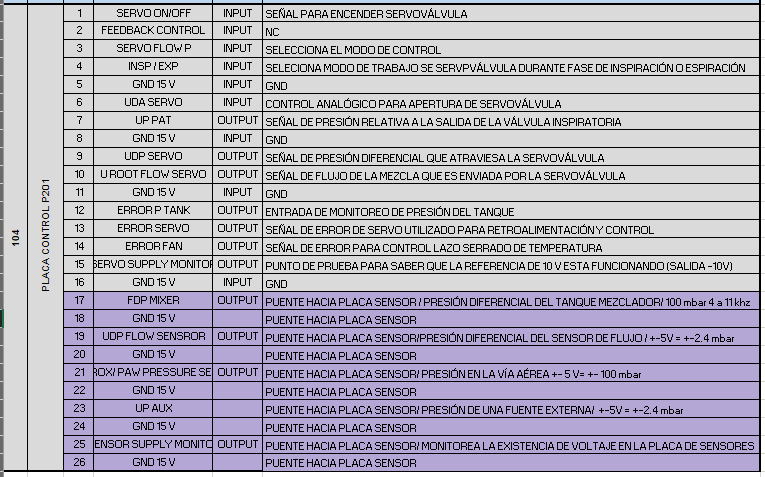 104
PLACA CONTROL P201
1 SERVO ON/OFF INPUT SEÑAL PARA ENCENDER SERVOVÁLVULA
2 FEEDBACK CONTROL INPUT NC
3 SERVO FLOW P INPUT SELECCIONA EL MODO DE CONTROL
4 INSP / EXP INPUT SELECIONA MODO DE TRABAJO SE SERVPVÁLVULA DURANTE FASE DE INSPIRACIÓN O ESPIRACIÓN
5 GND 15 V INPUT GND
6 UDA SERVO INPUT CONTROL ANALÓGICO PARA APERTURA DE SERVOVÁLVULA
7 UP PAT OUTPUT SEÑAL DE PRESIÓN RELATIVA A LA SALIDA DE LA VÁLVULA INSPIRATORIA
8 GND 15 V INPUT GND
9 UDP SERVO OUTPUT SEÑAL DE PRESIÓN DIFERENCIAL QUE ATRAVIESA LA SERVOVÁLVULA
10 U ROOT FLOW SERVO OUTPUT SEÑAL DE FLUJO DE LA MEZCLA QUE ES ENVIADA POR LA SERVOVÁLVULA
11 GND 15 V INPUT GND
12 ERROR P TANK OUTPUT ENTRADA DE MONITOREO DE PRESIÓN DEL TANQUE
13 ERROR SERVO OUTPUT SEÑAL DE ERROR DE SERVO UTILIZADO PARA RETROALIMENTACIÓN Y CONTROL
14 ERROR FAN OUTPUT SEÑAL DE ERROR PARA CONTROL LAZO SERRADO DE TEMPERATURA
15 SERVO SUPPLY MONITOR OUTPUT PUNTO DE PRUEBA PARA SABER QUE LA REFERENCIA DE 10 V ESTA FUNCIONANDO (SALIDA -10V)
16 GND 15 V INPUT GND
17 FDP MIXER OUTPUT PUENTE HACIA PLACA SENSOR / PRESIÓN DIFERENCIAL DEL TANQUE MEZCLADOR/ 100 mbar 4 a 11 khz
18 GND 15 V PUENTE HACIA PLACA SENSOR
19 UDP FLOW SENSROR OUTPUT PUENTE HACIA PLACA SENSOR/PRESIÓN DIFERENCIAL DEL SENSOR DE FLUJO / +-5V = +-2.4 mbar
20 GND 15 V PUENTE HACIA PLACA SENSOR
21 ROX/ PAW PRESSURE SE OUTPUT PUENTE HACIA PLACA SENSOR/ PRESIÓN EN LA VÍA AÉREA +- 5 V= +- 100 mbar
22 GND 15 V PUENTE HACIA PLACA SENSOR
23 UP AUX PUENTE HACIA PLACA SENSOR/ PRESIÓN DE UNA FUENTE EXTERNA/ +-5V = +-2.4 mbar
24 GND 15 V PUENTE HACIA PLACA SENSOR
25 ENSOR SUPPLY MONITO OUTPUT PUENTE HACIA PLACA SENSOR/ MONITOREA LA EXISTENCIA DE VOLTAJE EN LA PLACA DE SENSORES
26 GND 15 V PUENTE HACIA PLACA SENSOR